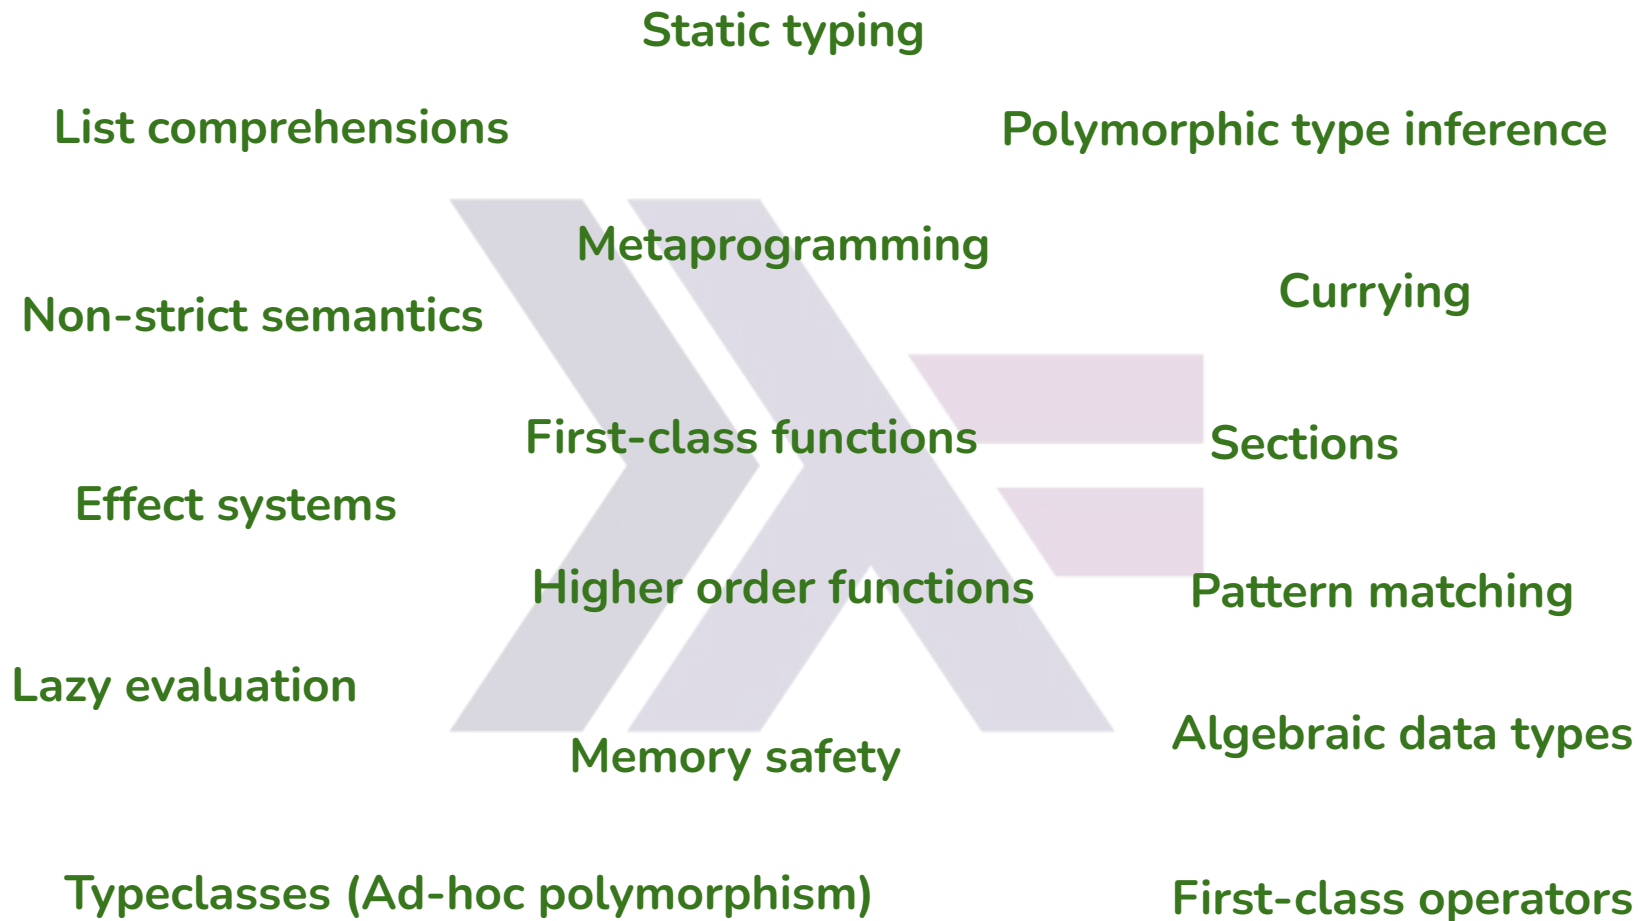 Static typing
List comprehensions
Polymorphic type inference
Metaprogramming
Currying
Non-strict semantics
First-class functions
Sections
Effect systems
Higher order functions
Pattern matching
Lazy evaluation
Algebraic data types
Memory safety
Typeclasses (Ad-hoc polymorphism)
First-class operators